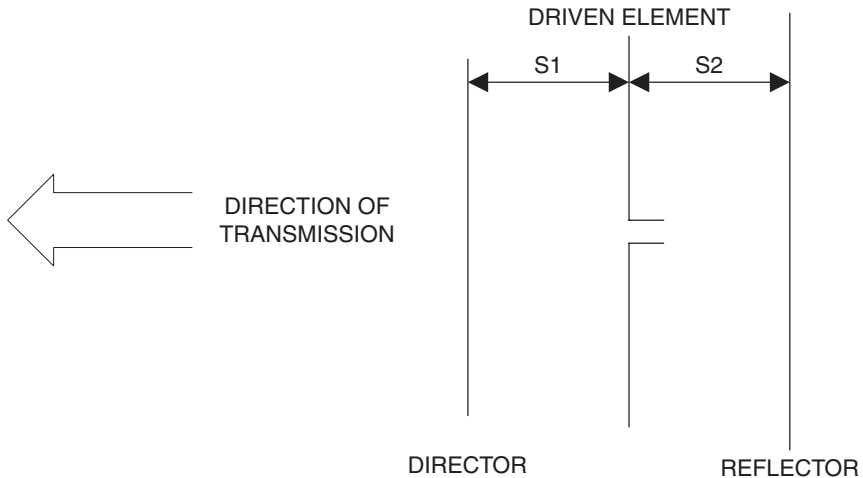 DRIVEN ELEMENT
S1
S2
DIRECTION OF
TRANSMISSION
DIRECTOR
REFLECTOR